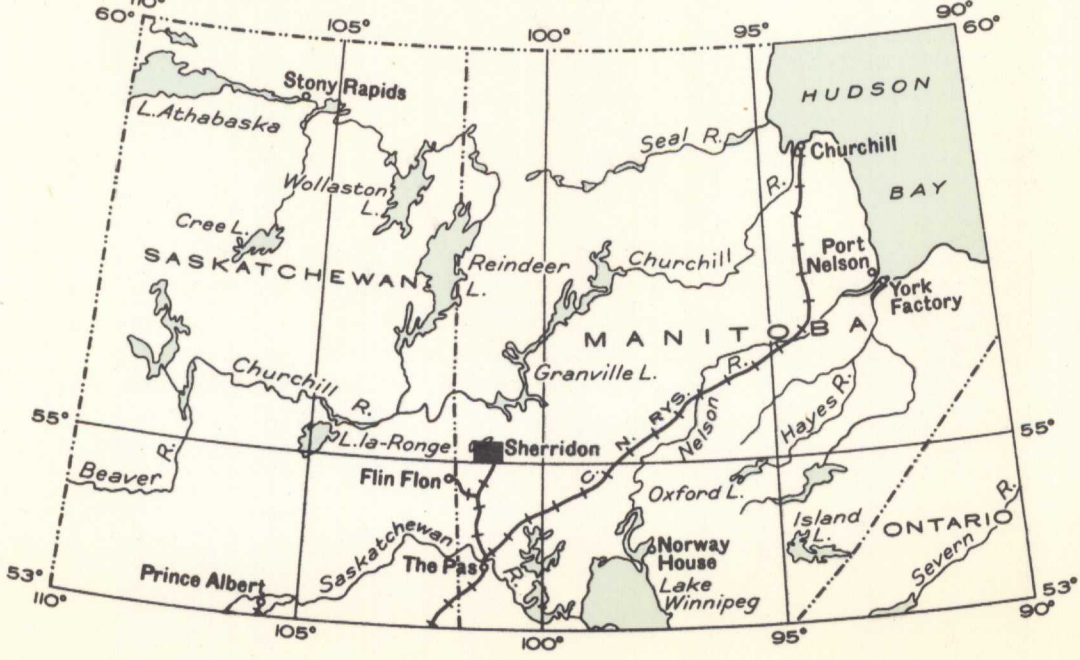 110°
60°
105°
100°
95°
90°
60°
HUDSON
BAY
Stony Rapids
L. Athabaska
Seal R.
Churchill
Wollaston
L.
R.
Cree L.
SASKATCHEWAN
Reindeer
L.
Churchill
Port
Nelson
York
Factory
MANITOBA
Churchill
R.
Granville L.
R.
Nelson
Hayes R.
C. N. RYS.
55°
55°
L. la-Ronge
Sherridon
Beaver
R.
Flin Flon
Oxford L.
Island
L.
ONTARIO
Severn R.
Saskatchewan
R.
The Pas
Norway
House
Lake
Winnipeg
Prince Albert
53°
110°
105°
100°
95°
53°
90°